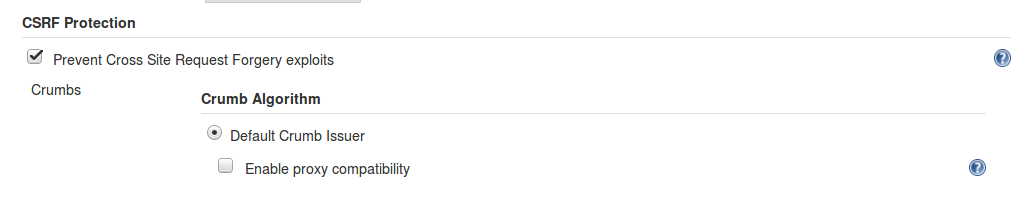 CSRF Protection
Prevent Cross Site Request Forgery exploits
Crumbs
Crumb Algorithm
Default Crumb Issuer
Enable proxy compatibility